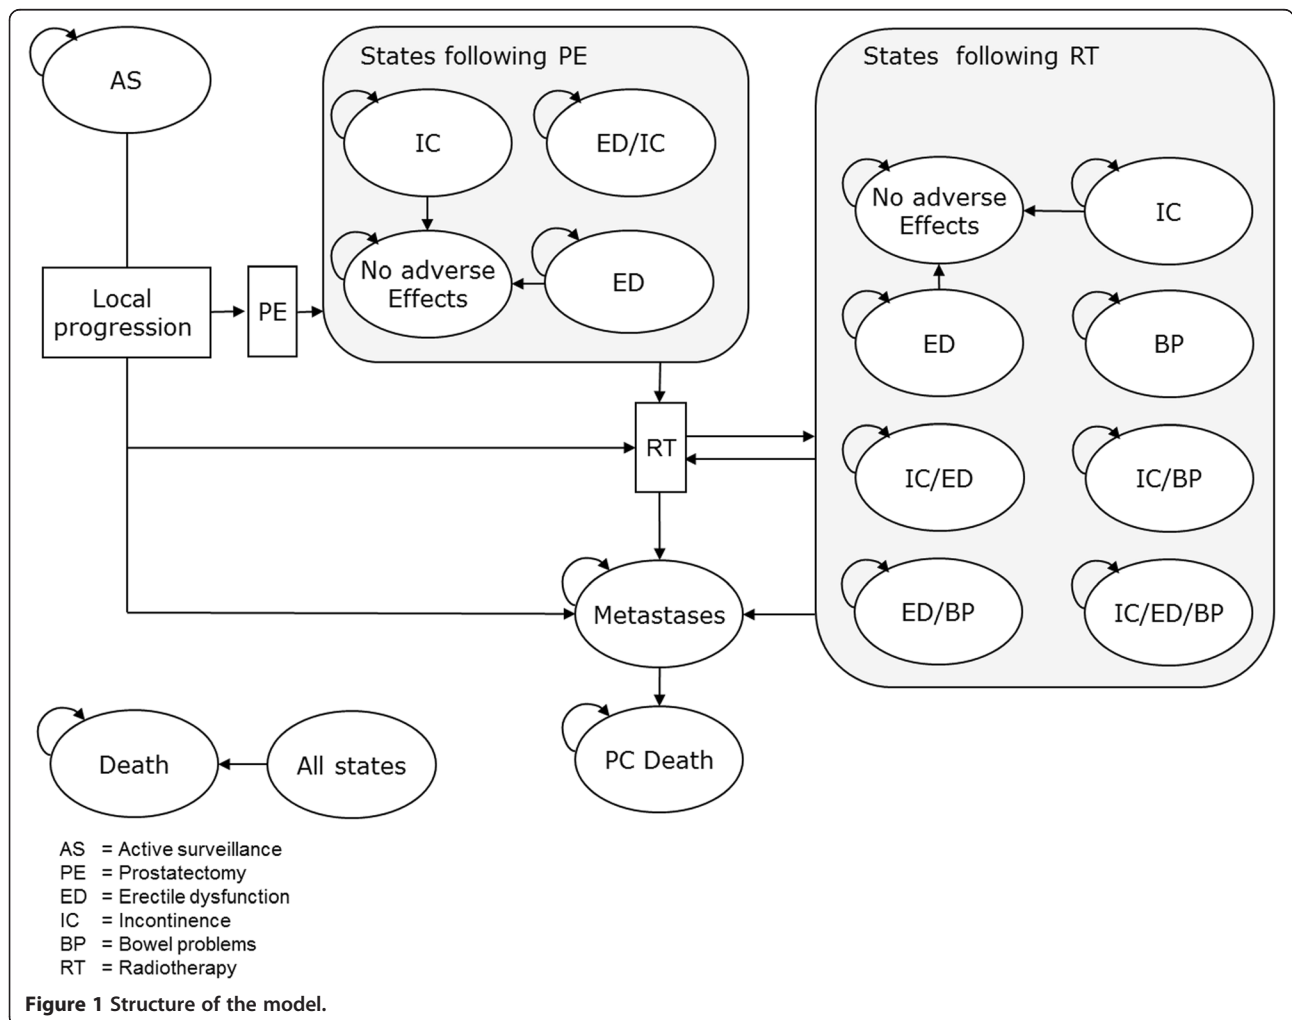 AS
States following PE
States following RT
IC
ED/IC
No adverse
Effects
ED
Local
progression
PE
No adverse
Effects
IC
ED
BP
RT
IC/ED
IC/BP
Metastases
ED/BP
IC/ED/BP
Death
All states
PC Death
AS = Active surveillance
PE = Prostatectomy
ED = Erectile dysfunction
IC = Incontinence
BP = Bowel problems
RT = Radiotherapy
Figure 1 Structure of the model.